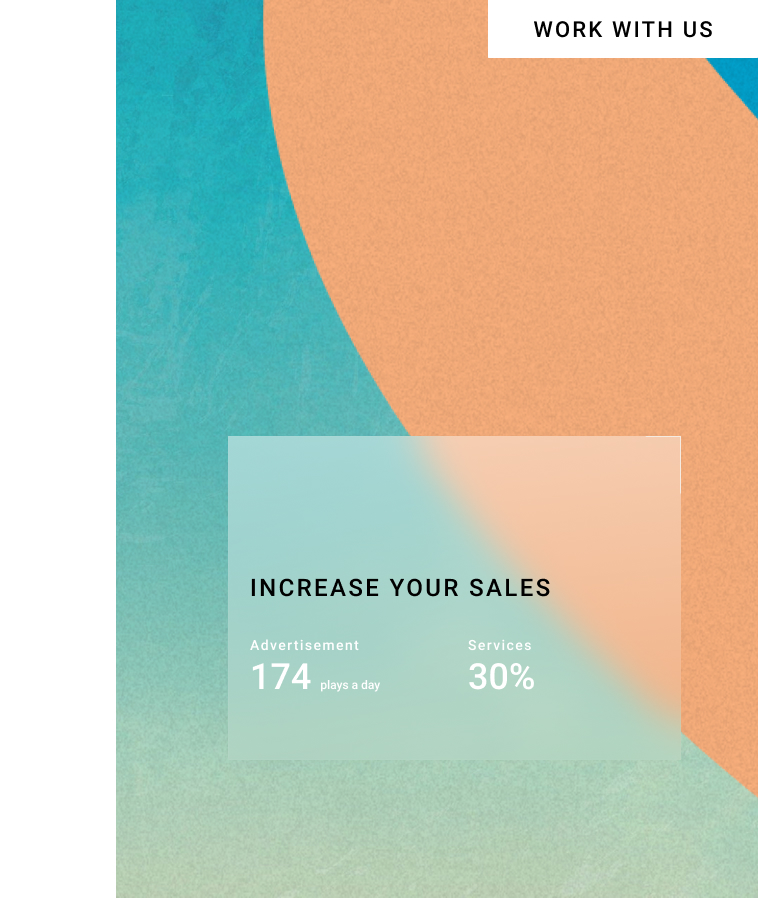 WORK WITH US
INCREASE YOUR SALES
Advertisement
174 plays a day
Services
30%